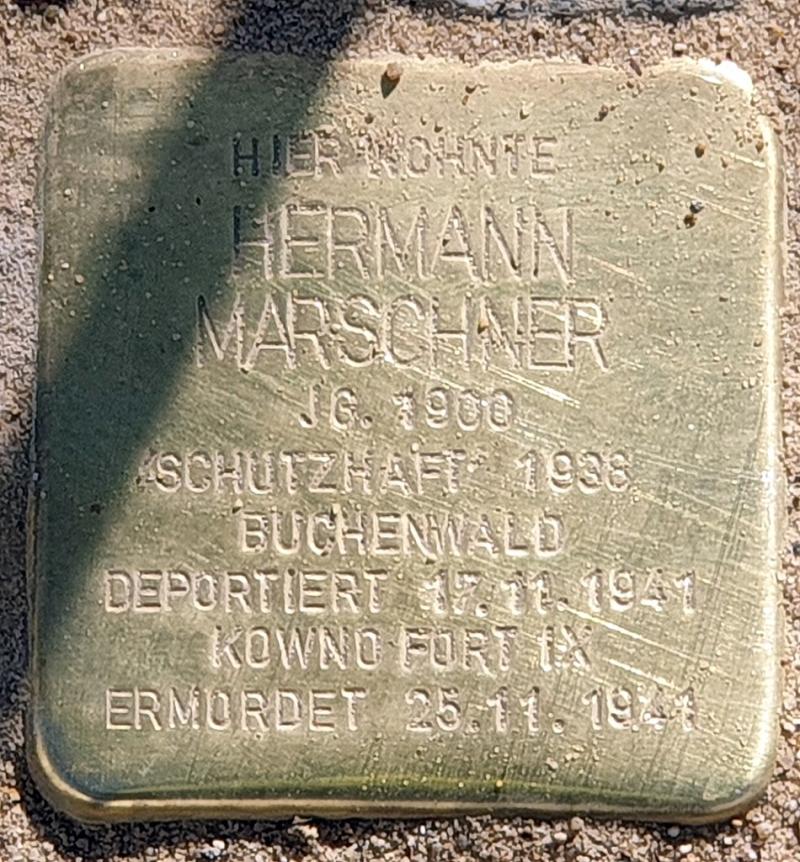 HIER WOHNTE
HERMANN
MARSCHNER
JG. 1900
"SCHUTZHAFT" 1938
BUCHENWALD
DEPORTIERT 17.11.1941
KOWNO FORT IX
ERMORDET 25.11.1941